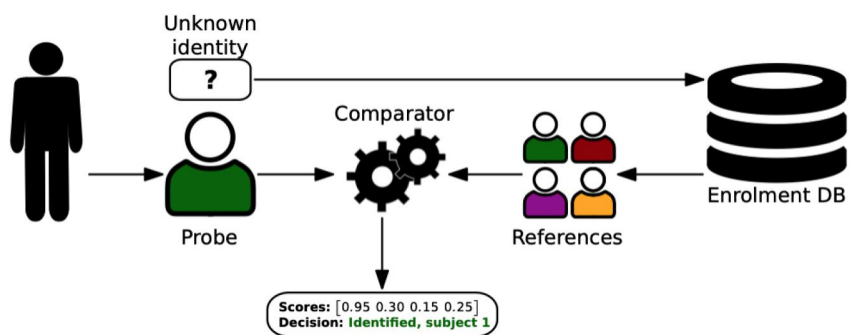 Unknown
identity
?
Comparator
Enrolment DB
Probe
References
Scores: [0.95 0.30 0.15 0.25]
Decision: Identified, subject 1